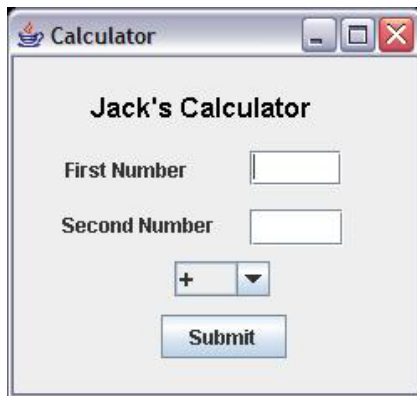 Calculator
Jack's Calculator
First Number
Second Number
+
Submit